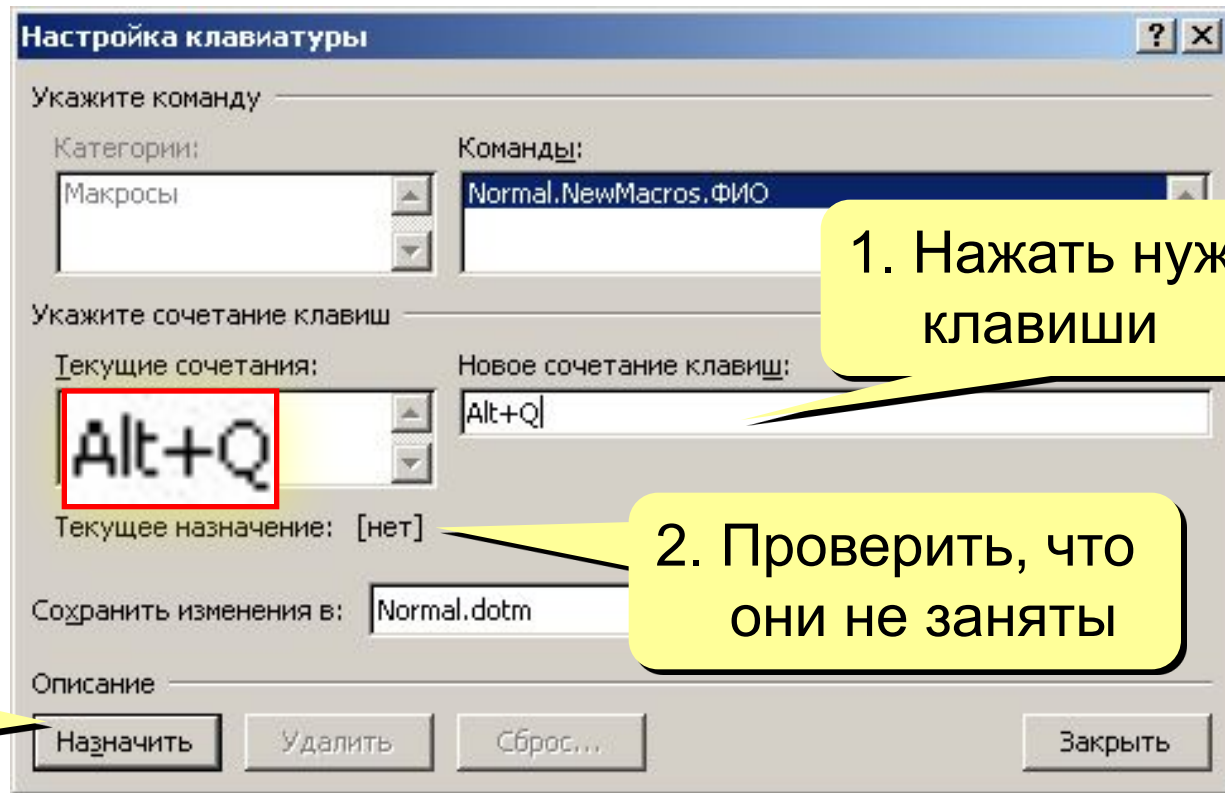 Настройка клавиатуры
Укажите команду
Категории:
Команды:
Макросы
Normal.NewMacros.ФИО
1. Нажать нуж
клавиши
Укажите сочетание клавиш
Текущие сочетания:
Новое сочетание клавиш:
Alt+Q
Alt+Q
Текущее назначение: [нет]
2. Проверить, что
они не заняты
Сохранить изменения в:
Normal.dotm
Описание
Назначить
Удалить
Сброс...
Закрыть